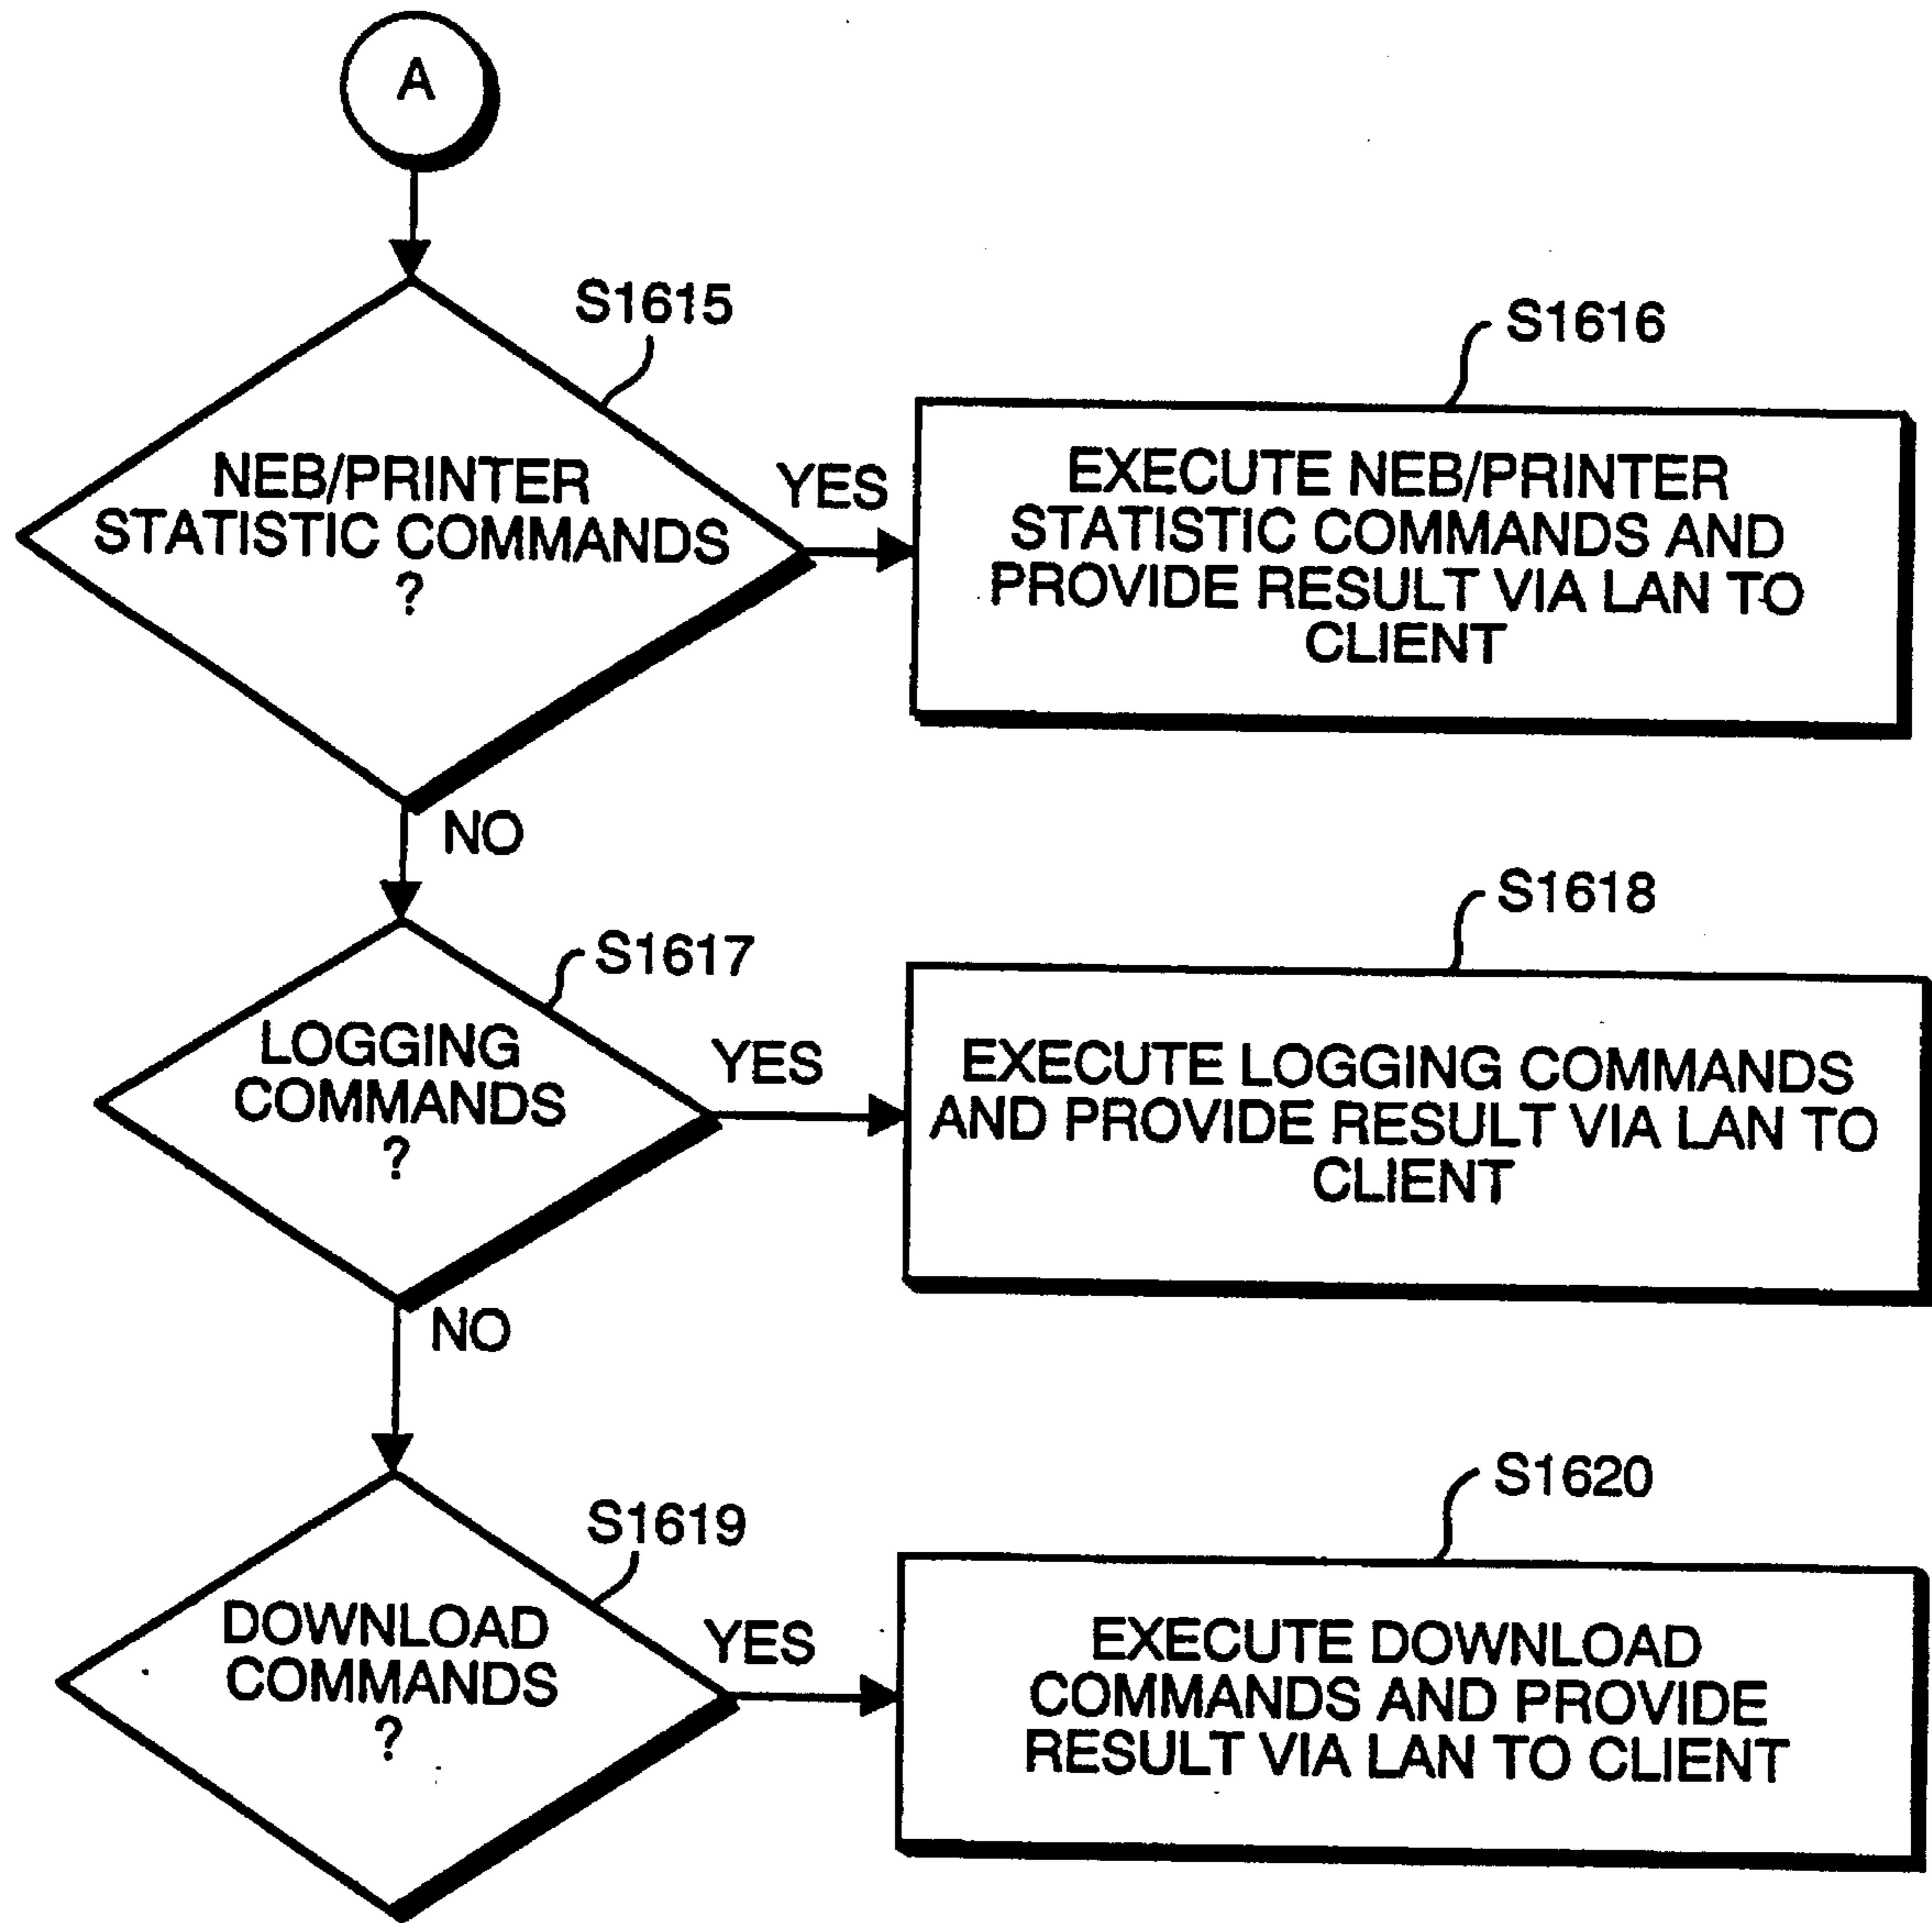 A
S1615
NEB/PRINTER
STATISTIC COMMANDS
?
YES
S1616
EXECUTE NEB/PRINTER
STATISTIC COMMANDS AND
PROVIDE RESULT VIA LAN TO
CLIENT
NO
S1617
LOGGING
COMMANDS
?
YES
S1618
EXECUTE LOGGING COMMANDS
AND PROVIDE RESULT VIA LAN TO
CLIENT
NO
S1619
DOWNLOAD
COMMANDS
?
YES
S1620
EXECUTE DOWNLOAD
COMMANDS AND PROVIDE
RESULT VIA LAN TO CLIENT